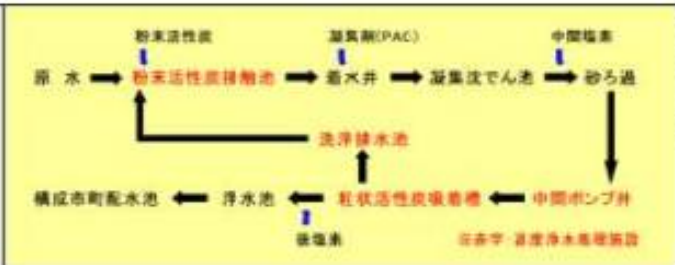 粉末活性炭 凝集剤(PAC) 中間塩素
原水 粉末活性炭接触池 着水井 凝集沈でん池 砂ろ過
洗浄排水池
構成市町配水池 浄水池 粒状活性炭吸着槽 中間ポンプ井
後塩素 注赤字:高度浄水処理施設